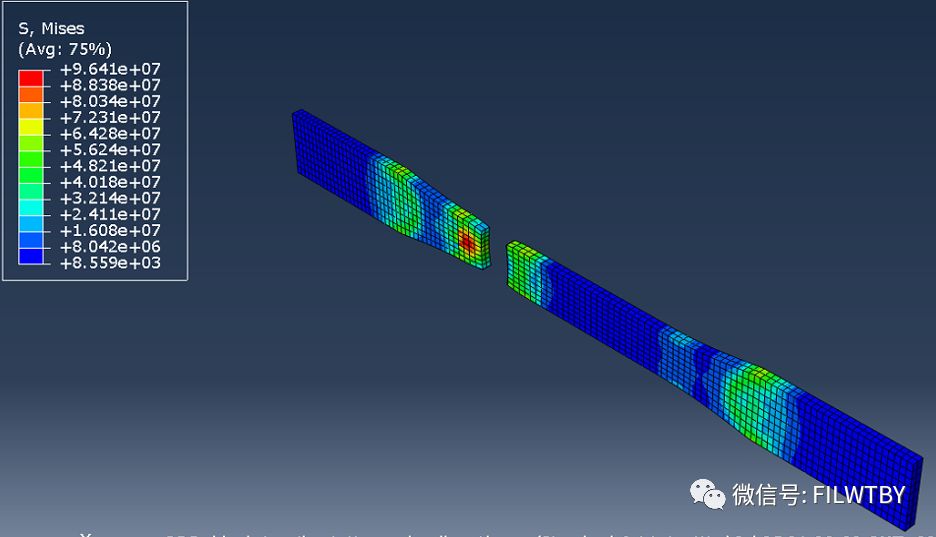 S, Mises
(Avg: 75%)
+9.641e+07
+8.838e+07
+8.034e+07
+7.231e+07
+6.428e+07
+5.624e+07
+4.821e+07
+4.018e+07
+3.214e+07
+2.411e+07
+1.608e+07
+8.042e+06
+8.559e+03
微信号: FILWTBY